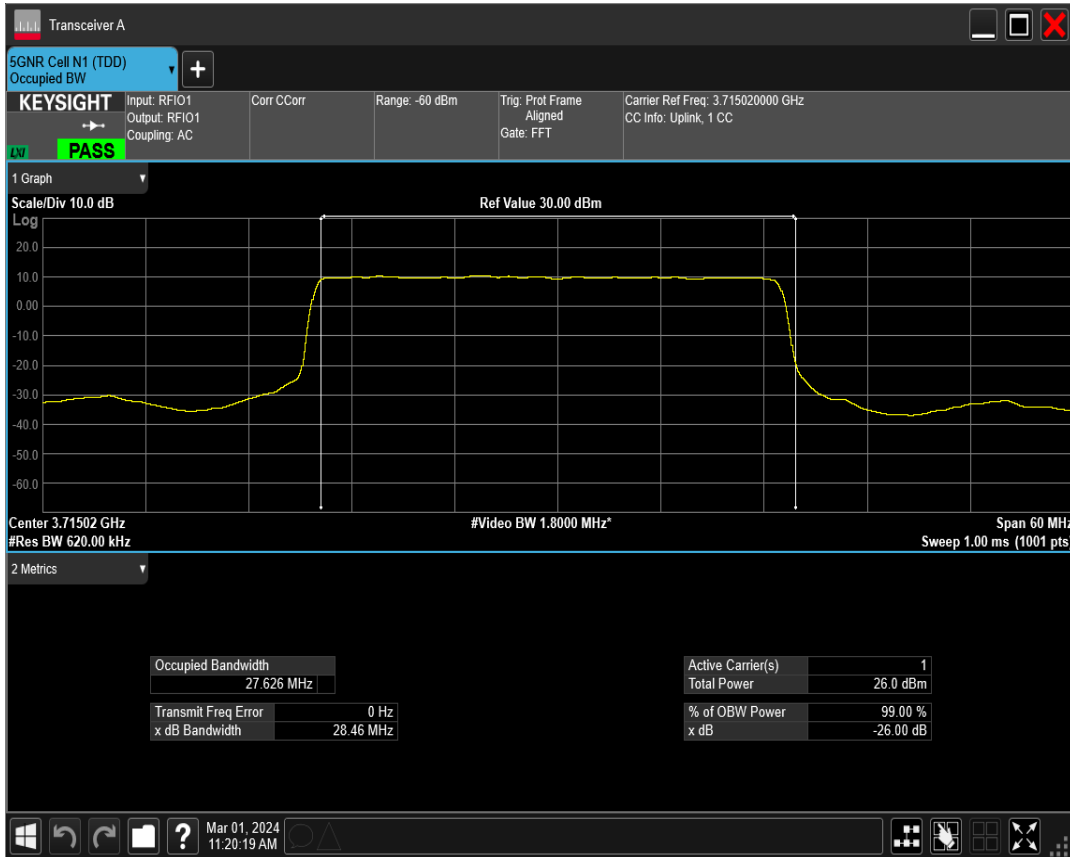 Transceiver A
5GNR Cell N1 (TDD)
Occupied BW
+
KEYSIGHT
LXI
PASS
Input: RFIO1
Output: RFIO1
Coupling: AC
Corr CCorr
Range: -60 dBm
Trig: Prot Frame
Aligned
Gate: FFT
Carrier Ref Freq: 3.715020000 GHz
CC Info: Uplink, 1 CC
1 Graph
Scale/Div 10.0 dB
Ref Value 30.00 dBm
Log
20.0
10.0
0.00
-10.0
-20.0
-30.0
-40.0
-50.0
-60.0
Center 3.71502 GHz
#Video BW 1.8000 MHz*
Span 60 MHz
#Res BW 620.00 kHz
Sweep 1.00 ms (1001 pts)
2 Metrics
Occupied Bandwidth
27.626 MHz
Transmit Freq Error 0 Hz
x dB Bandwidth 28.46 MHz
Active Carrier(s) 1
Total Power 26.0 dBm
% of OBW Power 99.00 %
x dB -26.00 dB
?
Mar 01, 2024
11:20:19 AM